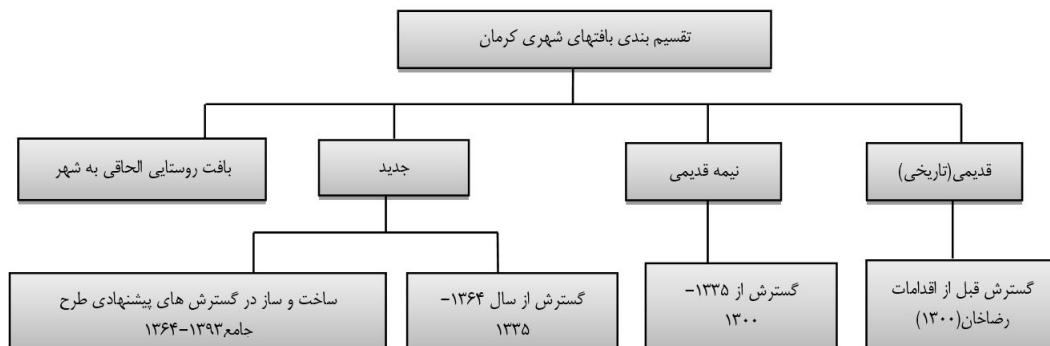 تقسیم بندی بافتهای شهری کرمان
قدیمی(تاریخی)
نیمه قدیمی
جدید
بافت روستایی الحاقی به شهر
گسترش قبل از اقدامات
رضاخان(۱۳۰۰)
گسترش از ۱۳۳۵-
۱۳۰۰
گسترش از سال ۱۳۶۴-
۱۳۳۵
ساخت و ساز در گسترش های پیشنهادی طرح
جامع۱۳۹۳-۱۳۶۴